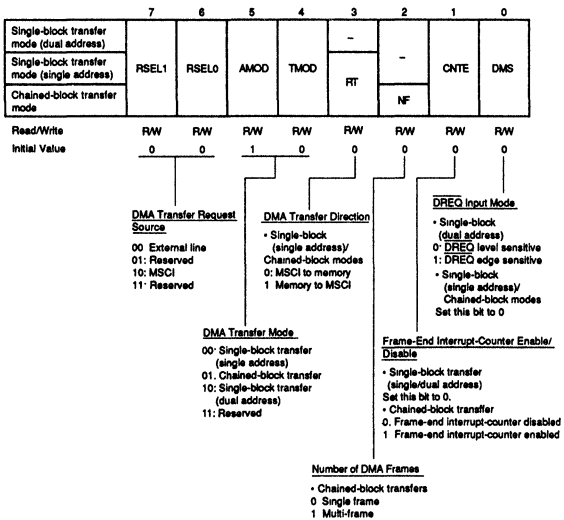 7 6 5 4 3 2 1 0
Single-block transfer
mode (dual address)
Single-block transfer
mode (single address)
Chained-block transfer
mode
RSEL1 RSEL0 AMOD TMOD – RT – NF CNTE DMS
Read/Write R/W R/W R/W R/W R/W R/W R/W R/W
Initial Value 0 0 1 0 0 0 0 0
DMA Transfer Request
Source
00 External line
01: Reserved
10: MSCI
11· Reserved
DMA Transfer Direction
• Single-block
(single address)/
Chained-block modes
0: MSCI to memory
1 Memory to MSCI
DREQ Input Mode
• Single-block
(dual address)
0· DREQ level sensitive
1: DREQ edge sensitive
• Single-block
(single address)/
Chained-block modes
Set this bit to 0
DMA Transfer Mode
00· Single-block transfer
(single address)
01. Chained-block transfer
10: Single-block transfer
(dual address)
11: Reserved
Frame-End Interrupt-Counter Enable/
Disable
• Single-block transfer
(single/dual address)
Set this bit to 0.
• Chained-block transffer
0. Frame-end interrupt-counter disabled
1 Frame-end interrupt-counter enabled
Number of DMA Frames
• Chained-block transfers
0 Single frame
1 Multi-frame